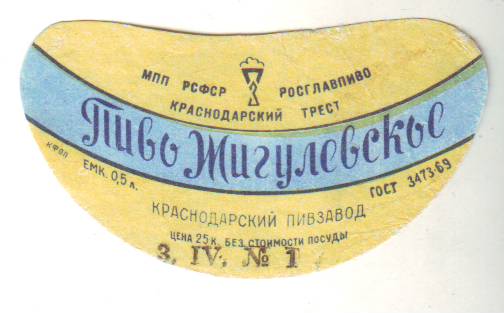 МПП РСФСР РОСГЛАВПИВО
КРАСНОДАРСКИЙ ТРЕСТ
Пиво Жигулевское
КФОП
ЕМК. 0,5 л.
ГОСТ 3473-69
КРАСНОДАРСКИЙ ПИВЗАВОД
ЦЕНА 25 К. БЕЗ СТОИМОСТИ ПОСУДЫ
3. IV. № 1